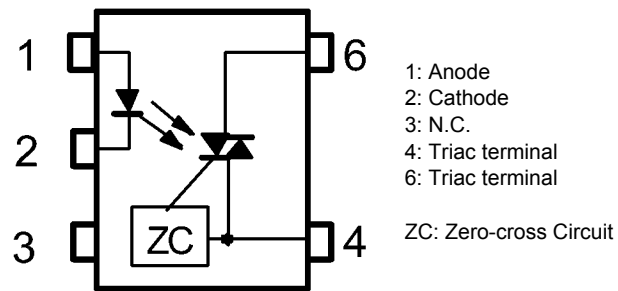 1
2
3
6
4
ZC
1: Anode
2: Cathode
3: N.C.
4: Triac terminal
6: Triac terminal
ZC: Zero-cross Circuit